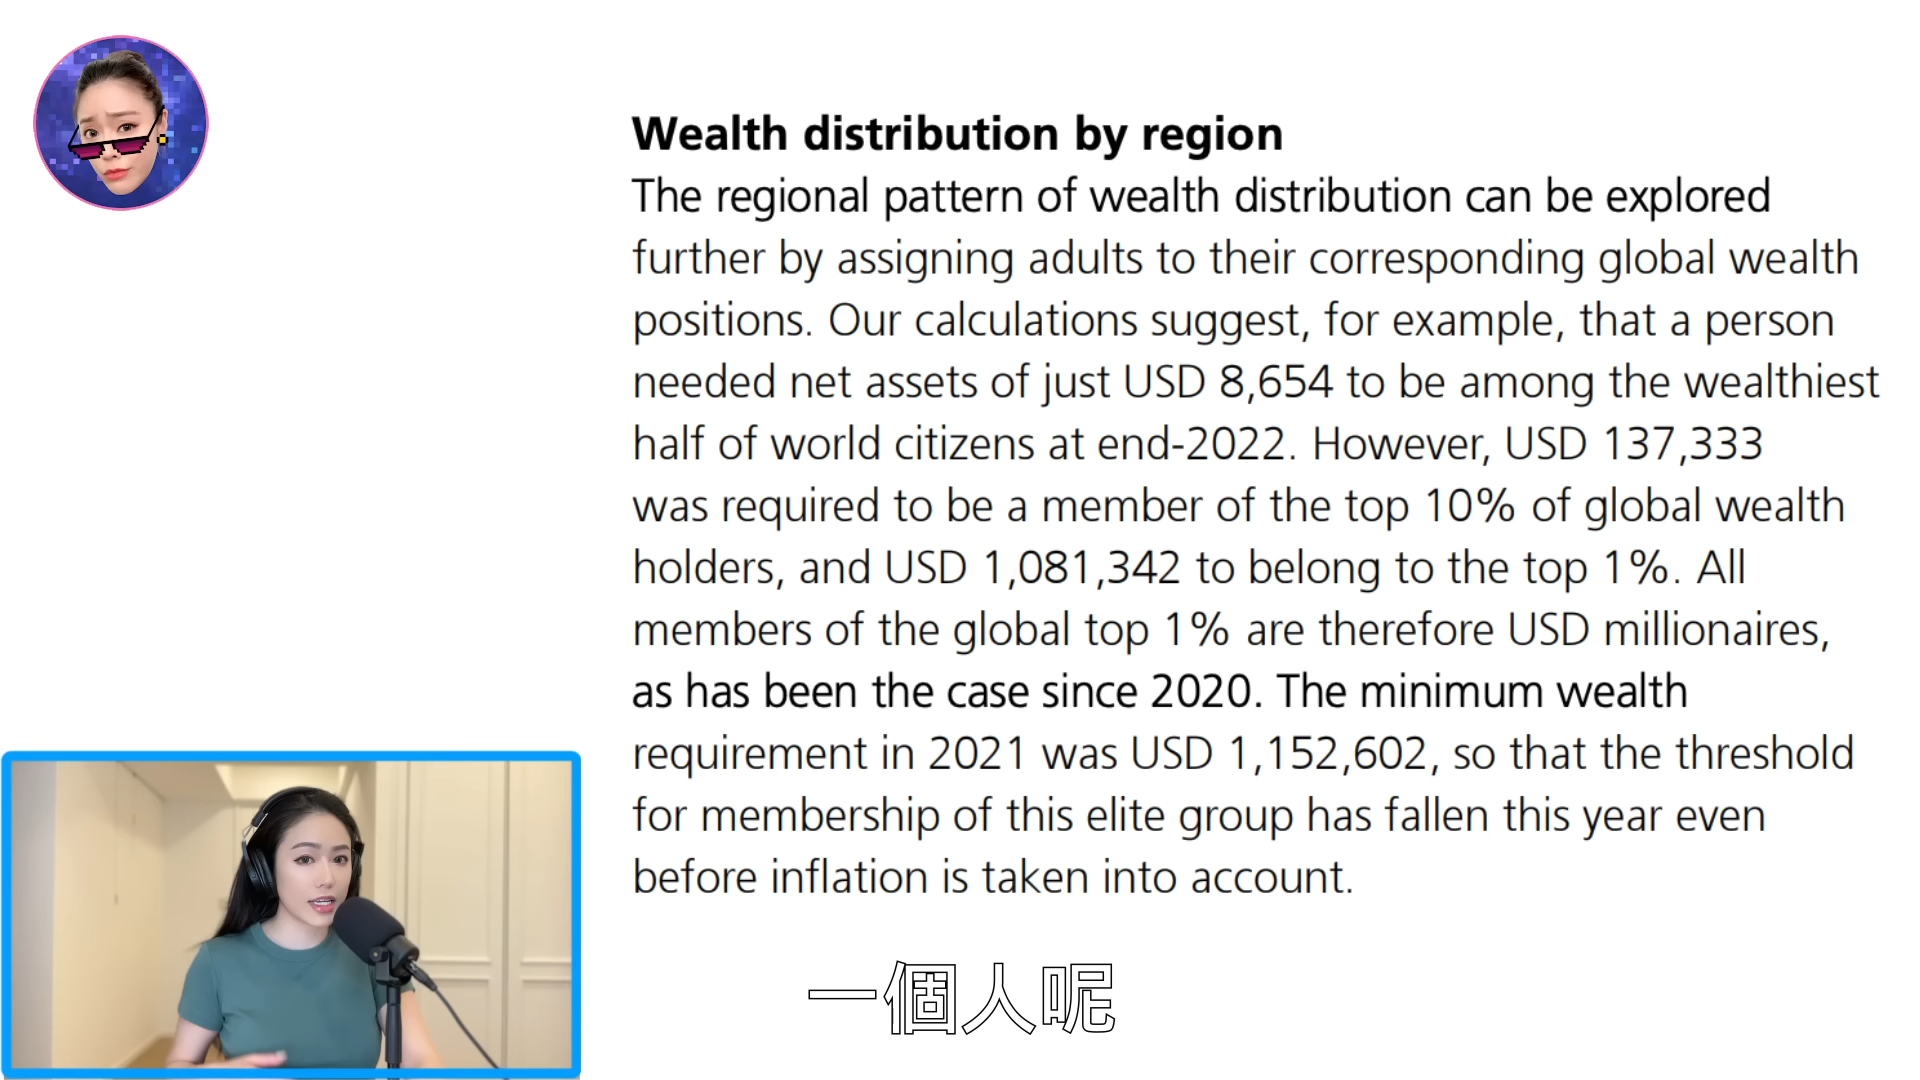 Wealth distribution by region
The regional pattern of wealth distribution can be explored
further by assigning adults to their corresponding global wealth
positions. Our calculations suggest, for example, that a person
needed net assets of just USD 8,654 to be among the wealthiest
half of world citizens at end-2022. However, USD 137,333
was required to be a member of the top 10% of global wealth
holders, and USD 1,081,342 to belong to the top 1%. All
members of the global top 1% are therefore USD millionaires,
as has been the case since 2020. The minimum wealth
requirement in 2021 was USD 1,152,602, so that the threshold
for membership of this elite group has fallen this year even
before inflation is taken into account.
一個人呢